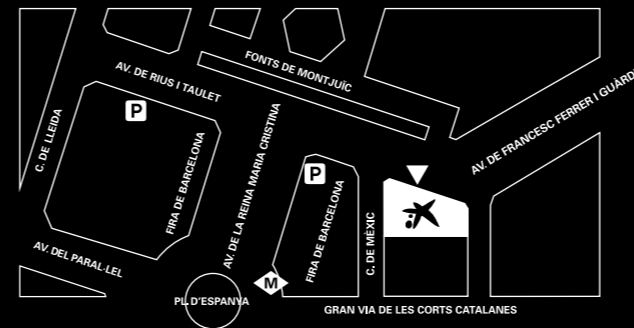 FONTS DE MONTJUÏC
AV. DE RIUS I TAULET
P
C. DE LLEIDA
FIRA DE BARCELONA
AV. DE LA REINA MARIA CRISTINA
P
FIRA DE BARCELONA
C. DE MÈXIC
AV. DE FRANCESC FERRER I GUÀRD
AV. DEL PARAL·LEL
M
PL. D'ESPANYA
GRAN VIA DE LES CORTS CATALANES